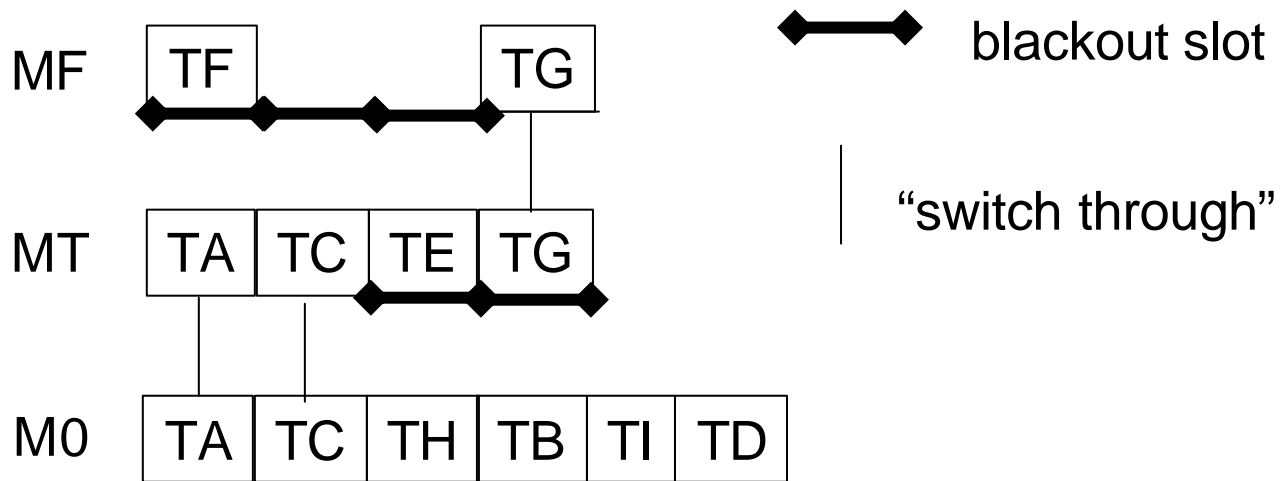 MF TF TG
blackout slot
MT TA TC TE TG
“switch through”
M0 TA TC TH TB TI TD